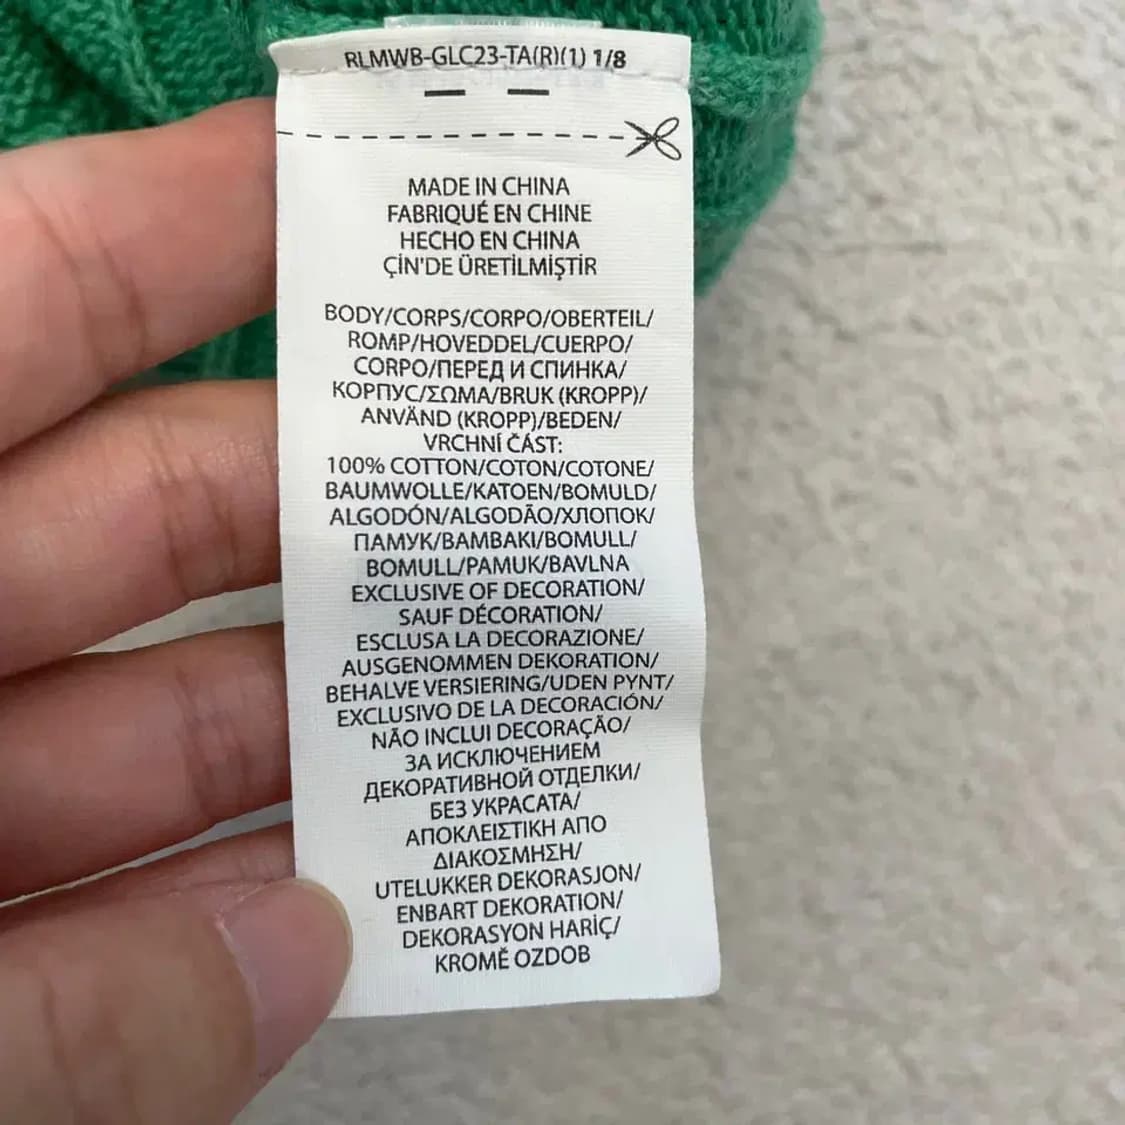 RLMWB-GLC23-TA(R)(1) 1/8
MADE IN CHINA
FABRIQUÉ EN CHINE
HECHO EN CHINA
ÇİN'DE ÜRETİLMİŞTİR
BODY/CORPS/CORPO/OBERTEIL/
ROMP/HOVEDDEL/CUERPO/
CORPO/ПЕРЕД И СПИНКА/
КОРПУС/ΣΩΜΑ/BRUK (KROPP)/
ANVÄND (KROPP)/BEDEN/
VRCHNÍ ČÁST:
100% COTTON/COTON/COTONE/
BAUMWOLLE/KATOEN/BOMULD/
ALGODÓN/ALGODÃO/ХЛОПОК/
ПАМУК/ΒΑΜΒΑΚΙ/BOMULL/
BOMULL/PAMUK/BAVLNA
EXCLUSIVE OF DECORATION/
SAUF DÉCORATION/
ESCLUSA LA DECORAZIONE/
AUSGENOMMEN DEKORATION/
BEHALVE VERSIERING/UDEN PYNT/
EXCLUSIVO DE LA DECORACIÓN/
NÃO INCLUI DECORAÇÃO/
ЗА ИСКЛЮЧЕНИЕМ
ДЕКОРАТИВНОЙ ОТДЕЛКИ/
БЕЗ УКРАСАТА/
ΑΠΟΚΛΕΙΣΤΙΚΗ ΑΠΟ
ΔΙΑΚΟΣΜΗΣΗ/
UTELUKKER DEKORASJON/
ENBART DEKORATION/
DEKORASYON HARİÇ/
KROMĚ OZDOB